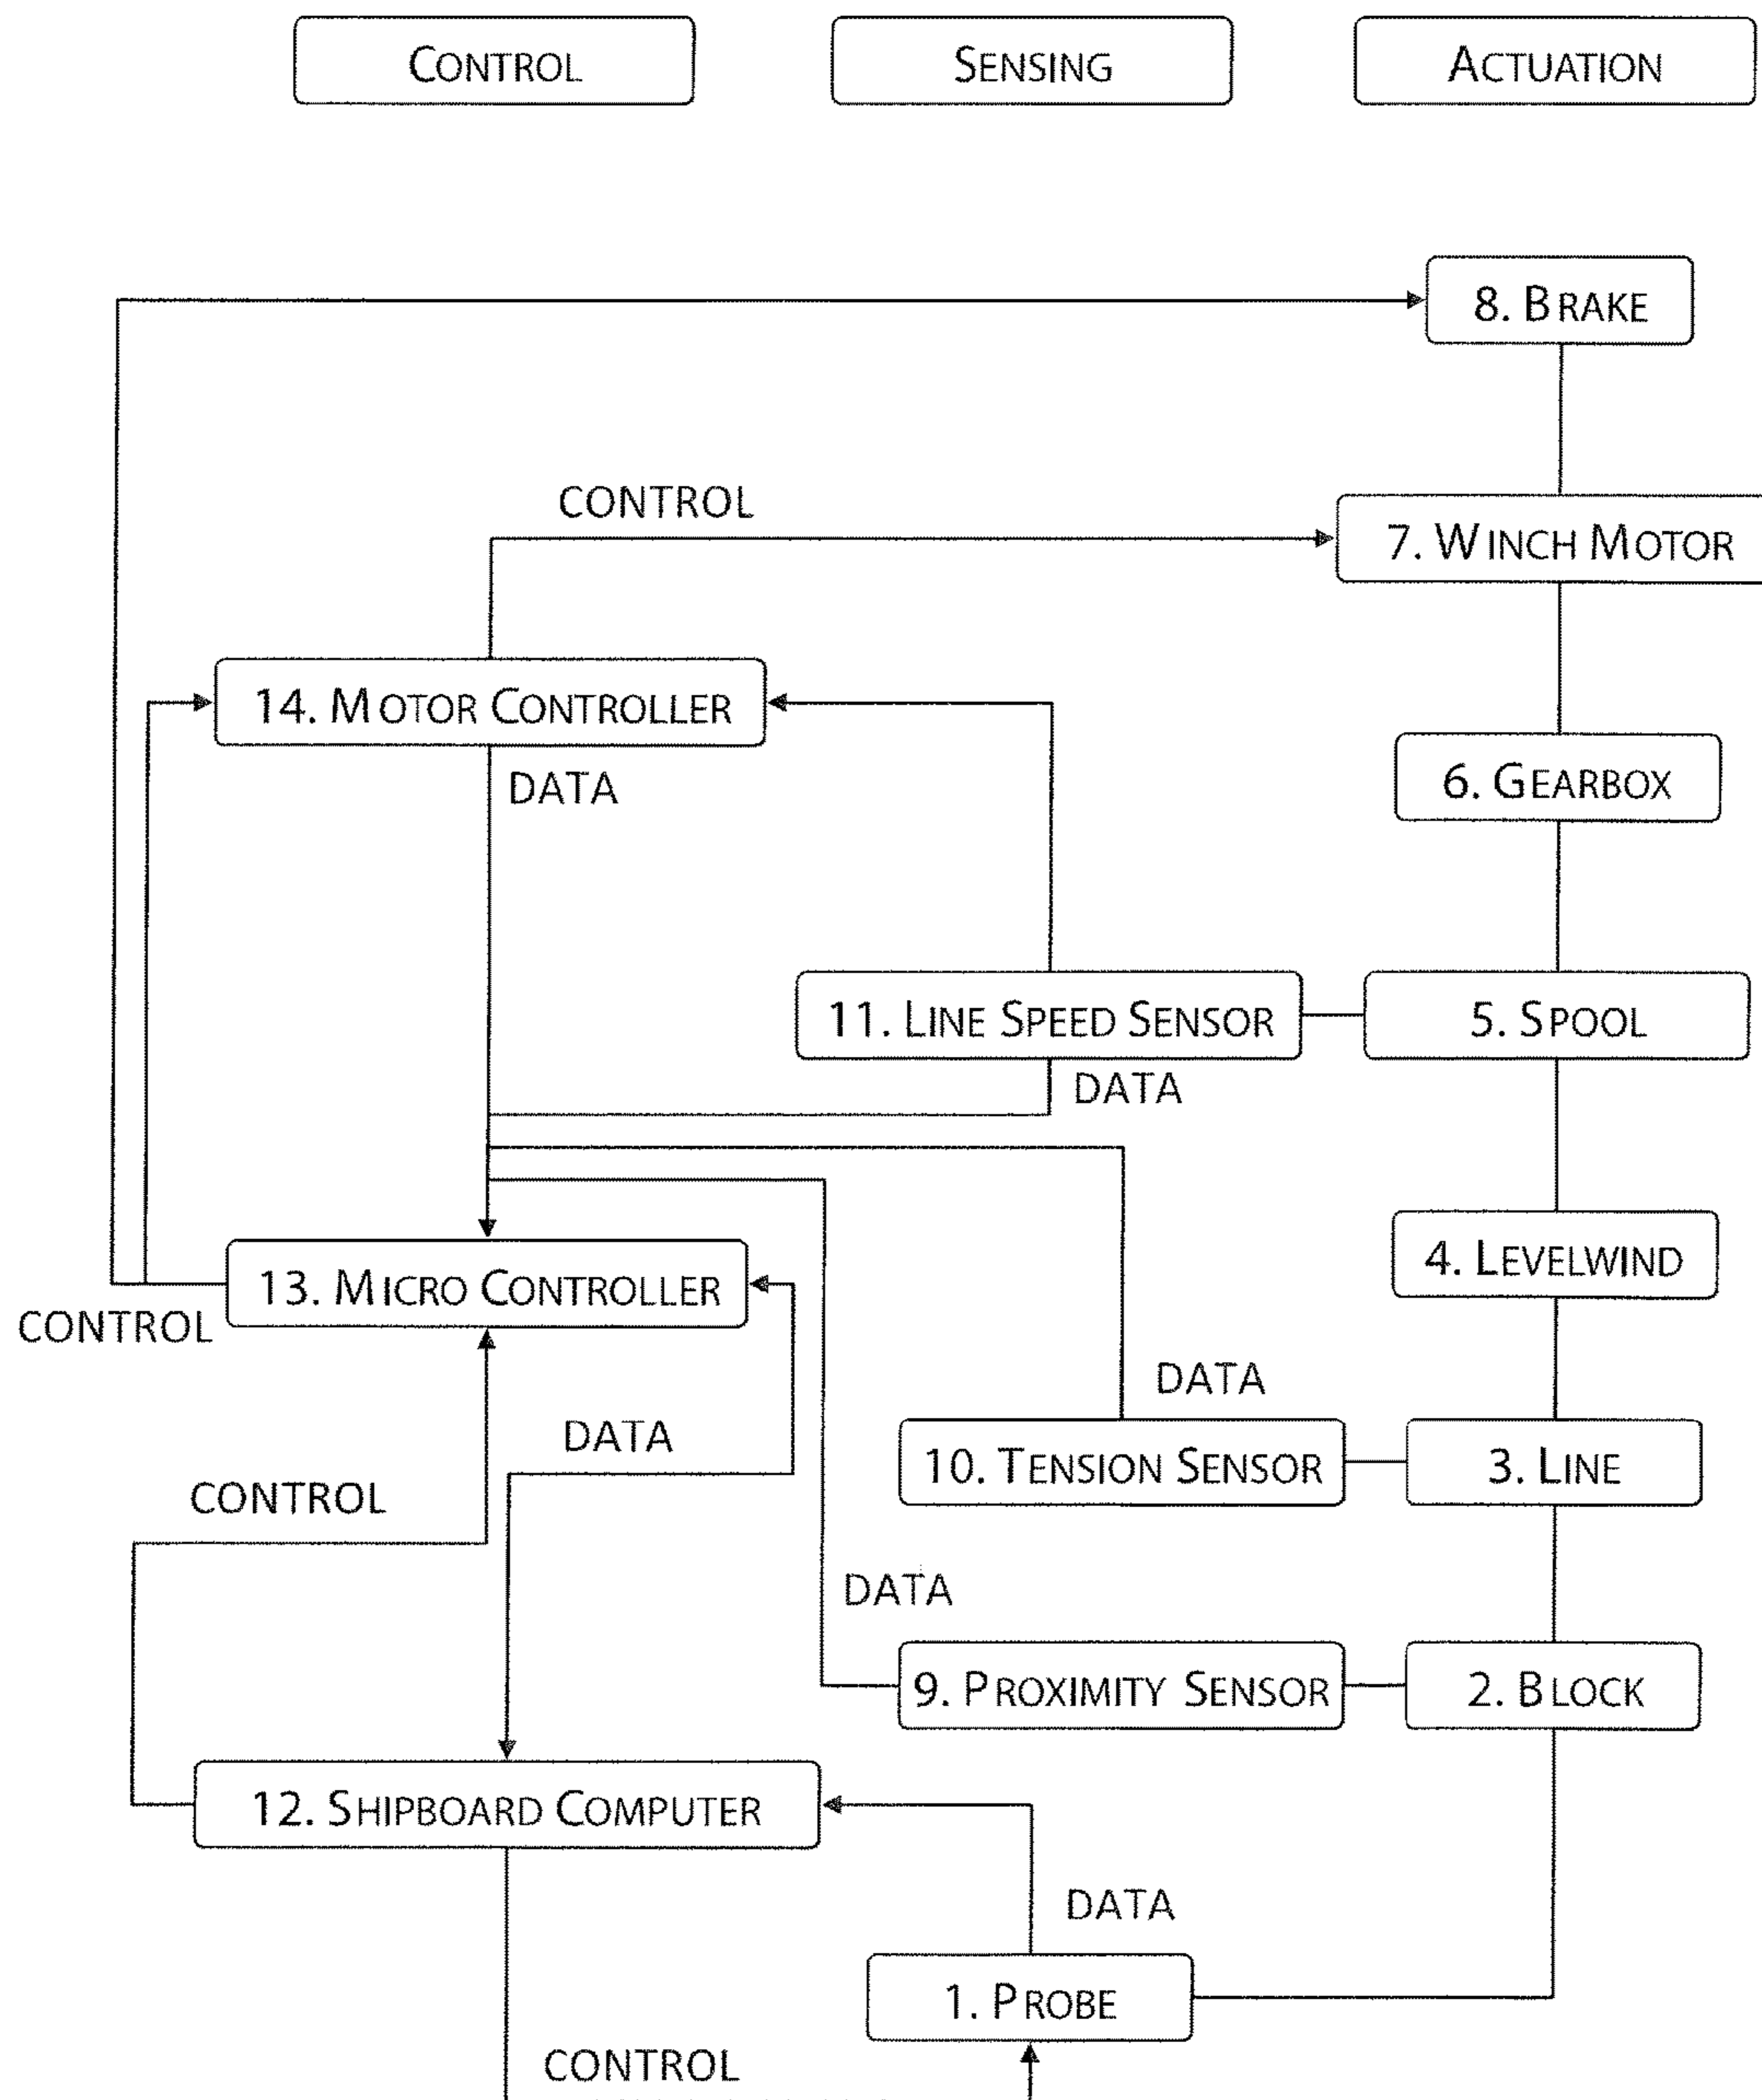 CONTROL
SENSING
ACTUATION
8. BRAKE
CONTROL
7. WINCH MOTOR
14. MOTOR CONTROLLER
DATA
6. GEARBOX
11. LINE SPEED SENSOR
5. SPOOL
DATA
4. LEVELWIND
13. MICRO CONTROLLER
CONTROL
DATA
DATA
10. TENSION SENSOR
3. LINE
CONTROL
DATA
9. PROXIMITY SENSOR
2. BLOCK
12. SHIPBOARD COMPUTER
DATA
1. PROBE
CONTROL